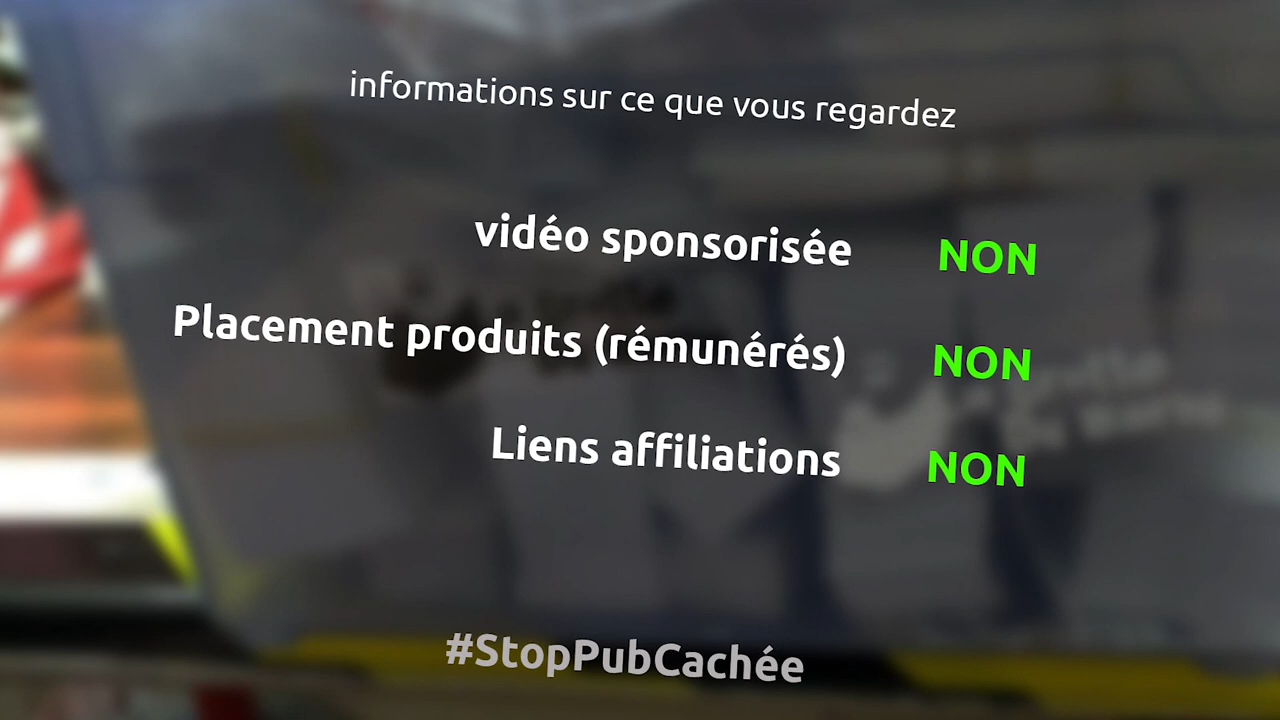 informations sur ce que vous regardez
vidéo sponsorisée NON
Placement produits (rémunérés) NON
Liens affiliations NON
#StopPubCachée